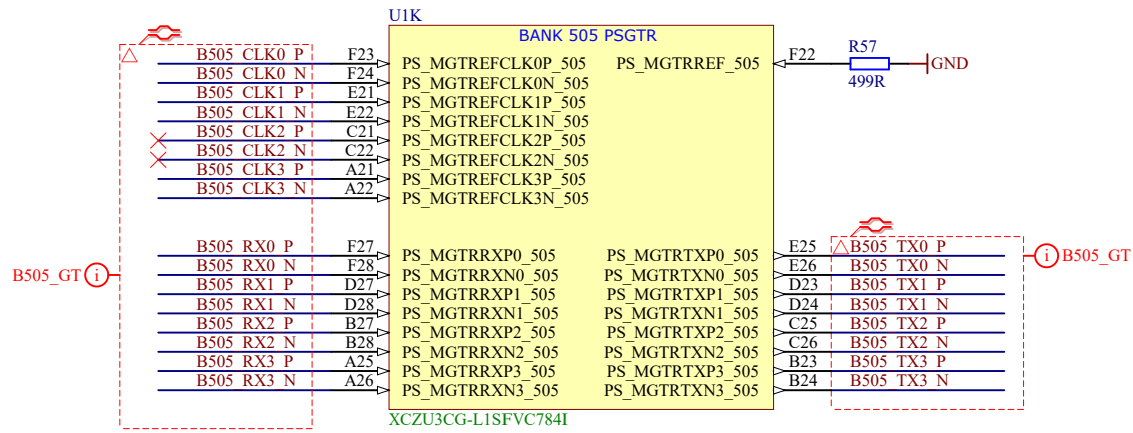 U1K
BANK 505 PSGTR
B505_CLK0_P F23 PS_MGTREFCLK0P_505 PS_MGTRREF_505 F22 R57 499R GND
B505_CLK0_N F24 PS_MGTREFCLK0N_505
B505_CLK1_P E21 PS_MGTREFCLK1P_505
B505_CLK1_N E22 PS_MGTREFCLK1N_505
B505_CLK2_P C21 PS_MGTREFCLK2P_505
B505_CLK2_N C22 PS_MGTREFCLK2N_505
B505_CLK3_P A21 PS_MGTREFCLK3P_505
B505_CLK3_N A22 PS_MGTREFCLK3N_505
B505_RX0_P F27 PS_MGTRRXP0_505 PS_MGTRTXP0_505 E25 B505_TX0_P
B505_GT i B505_RX0_N F28 PS_MGTRRXN0_505 PS_MGTRTXN0_505 E26 B505_TX0_N i B505_GT
B505_RX1_P D27 PS_MGTRRXP1_505 PS_MGTRTXP1_505 D23 B505_TX1_P
B505_RX1_N D28 PS_MGTRRXN1_505 PS_MGTRTXN1_505 D24 B505_TX1_N
B505_RX2_P B27 PS_MGTRRXP2_505 PS_MGTRTXP2_505 C25 B505_TX2_P
B505_RX2_N B28 PS_MGTRRXN2_505 PS_MGTRTXN2_505 C26 B505_TX2_N
B505_RX3_P A25 PS_MGTRRXP3_505 PS_MGTRTXP3_505 B23 B505_TX3_P
B505_RX3_N A26 PS_MGTRRXN3_505 PS_MGTRTXN3_505 B24 B505_TX3_N
XCZU3CG-L1SFVC784I